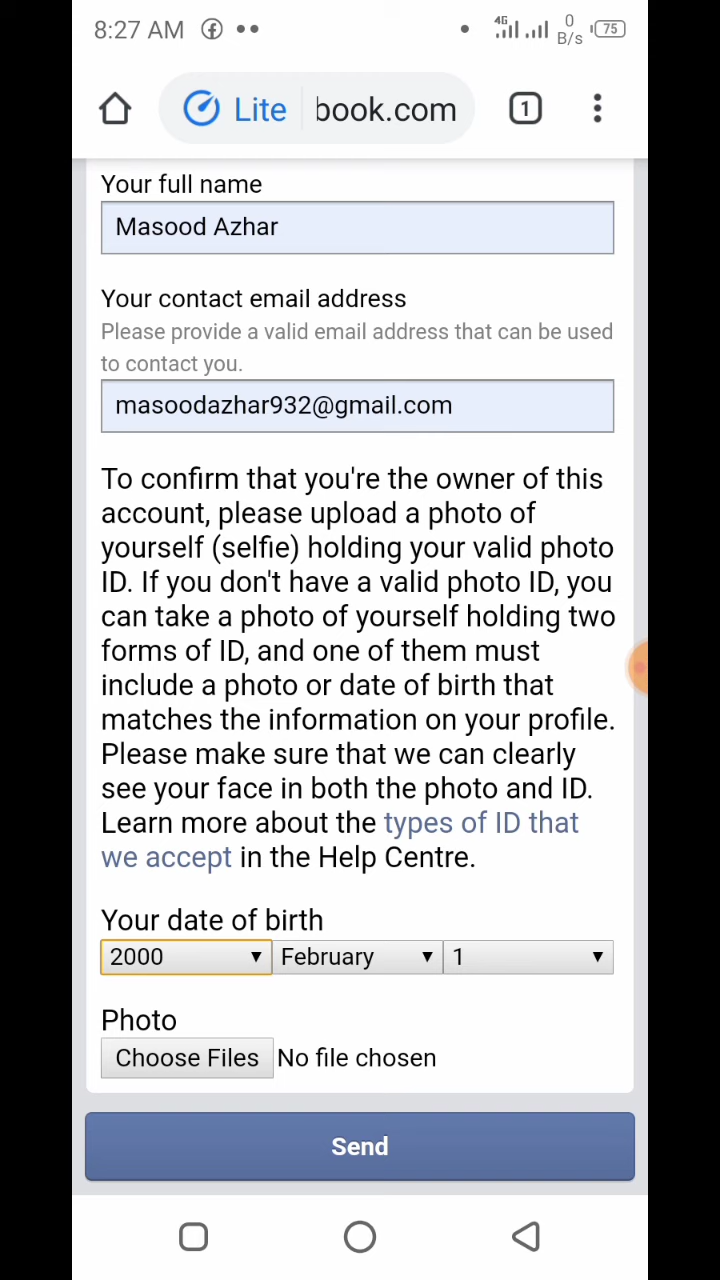 8:27 AM
4G
0
B/s
75
Lite
book.com
1
Your full name
Masood Azhar
Your contact email address
Please provide a valid email address that can be used
to contact you.
masoodazhar932@gmail.com
To confirm that you're the owner of this
account, please upload a photo of
yourself (selfie) holding your valid photo
ID. If you don't have a valid photo ID, you
can take a photo of yourself holding two
forms of ID, and one of them must
include a photo or date of birth that
matches the information on your profile.
Please make sure that we can clearly
see your face in both the photo and ID.
Learn more about the types of ID that
we accept in the Help Centre.
Your date of birth
2000 February 1
Photo
Choose Files No file chosen
Send